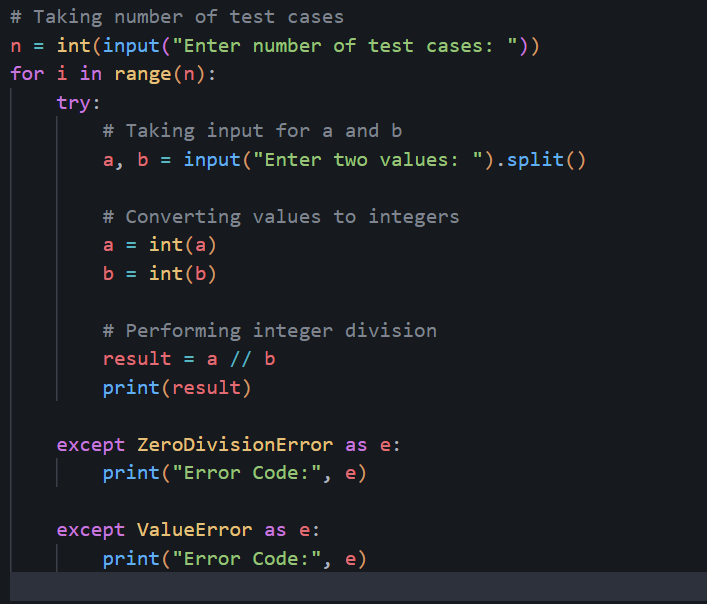 # Taking number of test cases
n = int(input("Enter number of test cases: "))
for i in range(n):
    try:
        # Taking input for a and b
        a, b = input("Enter two values: ").split()

        # Converting values to integers
        a = int(a)
        b = int(b)

        # Performing integer division
        result = a // b
        print(result)

    except ZeroDivisionError as e:
        print("Error Code:", e)

    except ValueError as e:
        print("Error Code:", e)